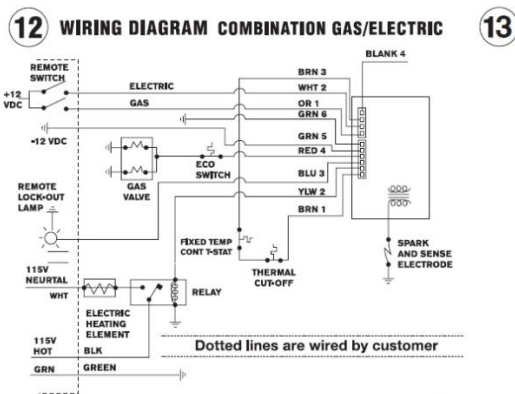 12 WIRING DIAGRAM COMBINATION GAS/ELECTRIC 13
BLANK 4
REMOTE
SWITCH
BRN 3
+12
VDC
ELECTRIC
WHT 2
GAS
OR 1
GRN 6
-12 VDC
GRN 5
RED 4
ECO
SWITCH
BLU 3
GAS
VALVE
REMOTE
LOCK-OUT
LAMP
YLW 2
BRN 1
FIXED TEMP
CONT T-STAT
THERMAL
CUT-OFF
SPARK
AND SENSE
ELECTRODE
115V
NEURTAL
WHT
RELAY
ELECTRIC
HEATING
ELEMENT
115V
HOT
BLK
Dotted lines are wired by customer
GRN
GREEN